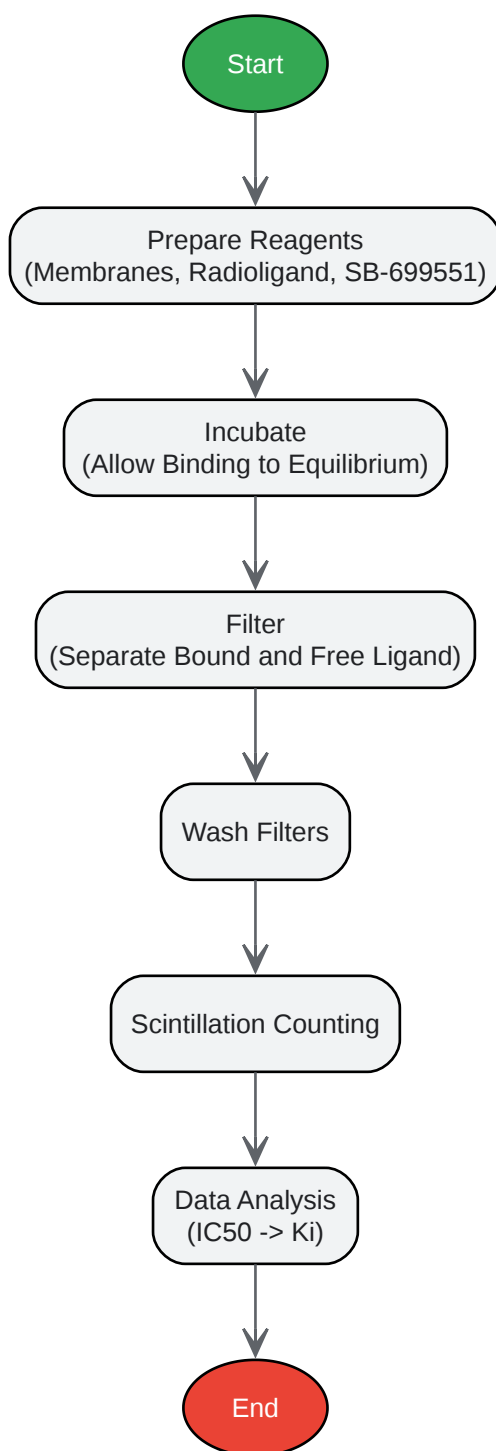 Start
Prepare Reagents
(Membranes, Radioligand, SB-699551)
Incubate
(Allow Binding to Equilibrium)
Filter
(Separate Bound and Free Ligand)
Wash Filters
Scintillation Counting
Data Analysis
(IC50 -> Ki)
End